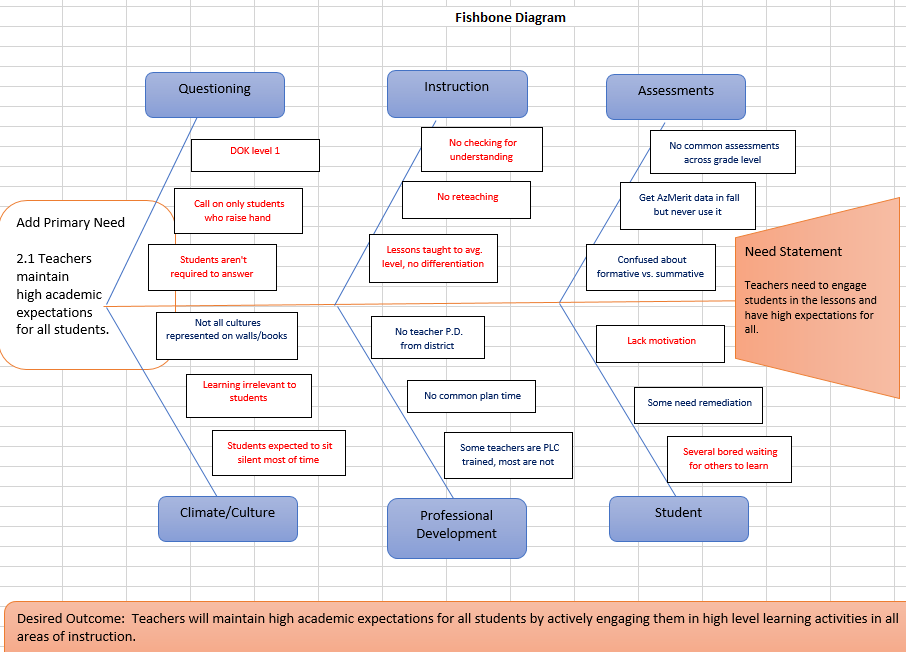 Fishbone Diagram
Questioning
Instruction
Assessments
DOK level 1
Call on only students
who raise hand
Students aren't
required to answer
No checking for
understanding
No reteaching
Lessons taught to avg.
level, no differentiation
No common assessments
across grade level
Get AzMerit data in fall
but never use it
Confused about
formative vs. summative
Add Primary Need
2.1 Teachers
maintain
high academic
expectations
for all students.
Need Statement
Teachers need to engage
students in the lessons and
have high expectations for
all.
Not all cultures
represented on walls/books
Learning irrelevant to
students
Students expected to sit
silent most of time
No teacher P.D.
from district
No common plan time
Some teachers are PLC
trained, most are not
Lack motivation
Some need remediation
Several bored waiting
for others to learn
Climate/Culture
Professional
Development
Student
Desired Outcome: Teachers will maintain high academic expectations for all students by actively engaging them in high level learning activities in all
areas of instruction.